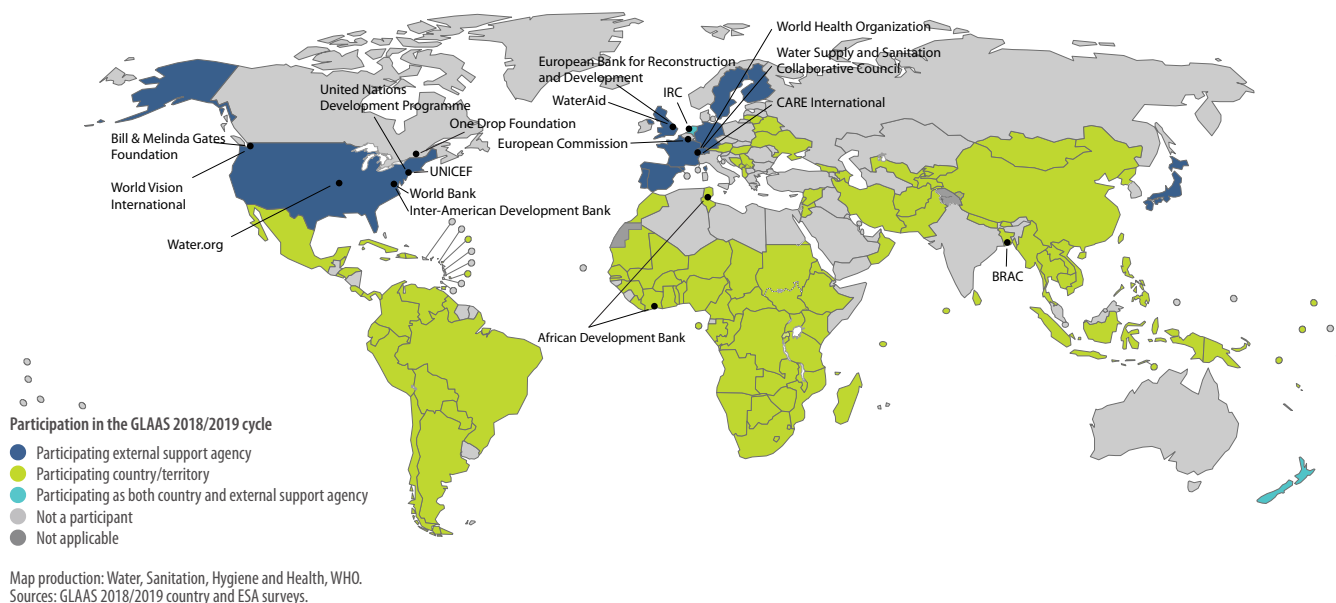 World Health Organization
Water Supply and Sanitation
Collaborative Council
European Bank for Reconstruction
and Development
United Nations
Development Programme
IRC
WaterAid
CARE International
One Drop Foundation
Bill & Melinda Gates
Foundation
European Commission
UNICEF
World Vision
International
World Bank
Inter-American Development Bank
Water.org
BRAC
African Development Bank
Participation in the GLAAS 2018/2019 cycle
Participating external support agency
Participating country/territory
Participating as both country and external support agency
Not a participant
Not applicable
Map production: Water, Sanitation, Hygiene and Health, WHO.
Sources: GLAAS 2018/2019 country and ESA surveys.